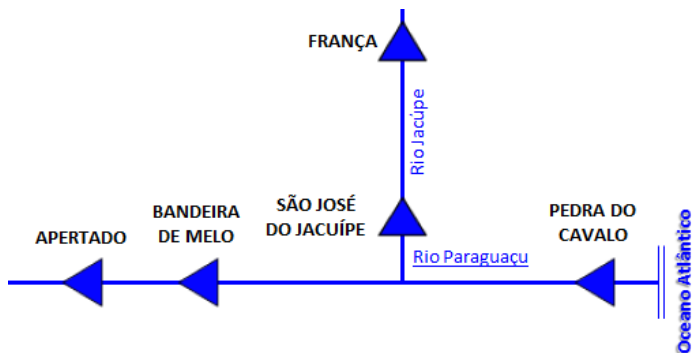 FRANÇA
Rio Jacúpe
SÃO JOSÉ
DO JACUÍPE
BANDEIRA
DE MELO
APERTADO
PEDRA DO
CAVALO
Rio Paraguaçu
Oceano Atlântico